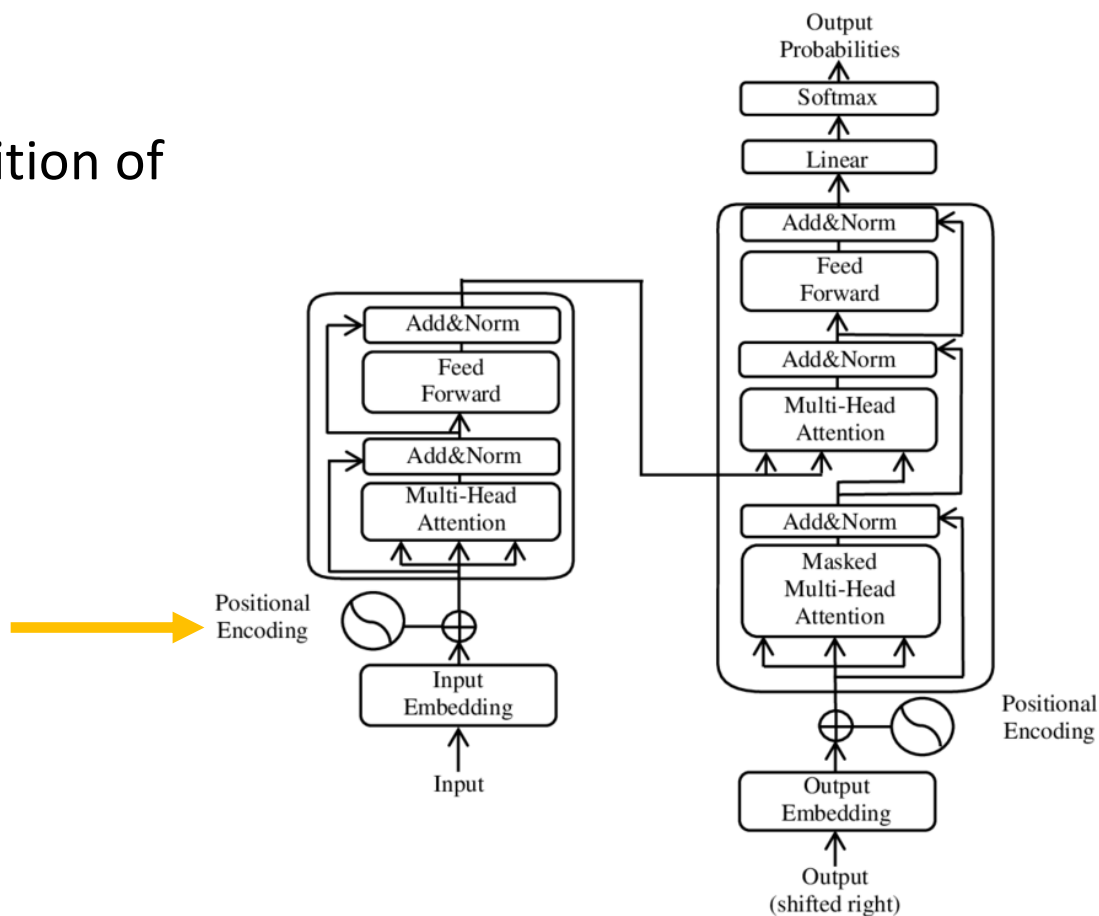 ition of
Positional
Encoding
Add&Norm
Feed
Forward
Add&Norm
Multi-Head
Attention
Input
Embedding
Input
Output
Probabilities
Softmax
Linear
Add&Norm
Feed
Forward
Add&Norm
Multi-Head
Attention
Add&Norm
Masked
Multi-Head
Attention
Positional
Encoding
Output
Embedding
Output
(shifted right)